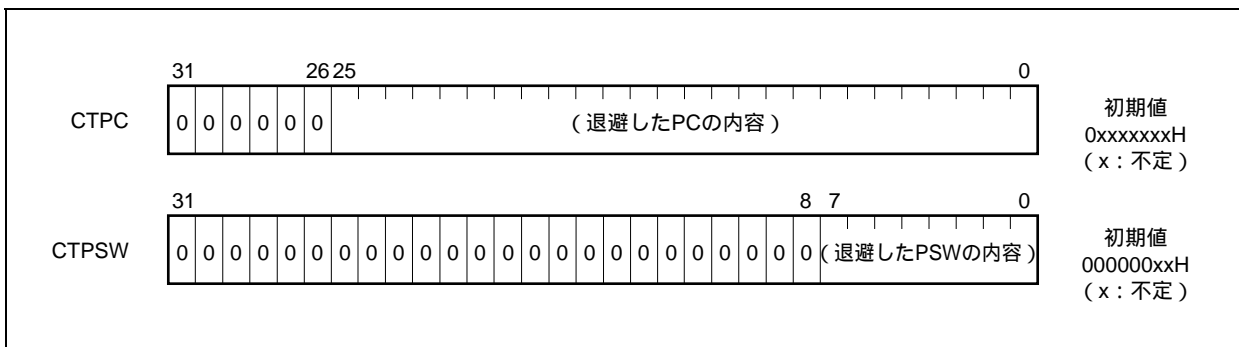 31 26 25 0
CTPC 0 0 0 0 0 0 (退避したPCの内容) 初期値
0xxxxxxxH
(x:不定)
31 8 7 0
CTPSW 0 0 0 0 0 0 0 0 0 0 0 0 0 0 0 0 0 0 0 0 0 0 0 0 (退避したPSWの内容) 初期値
000000xxH
(x:不定)